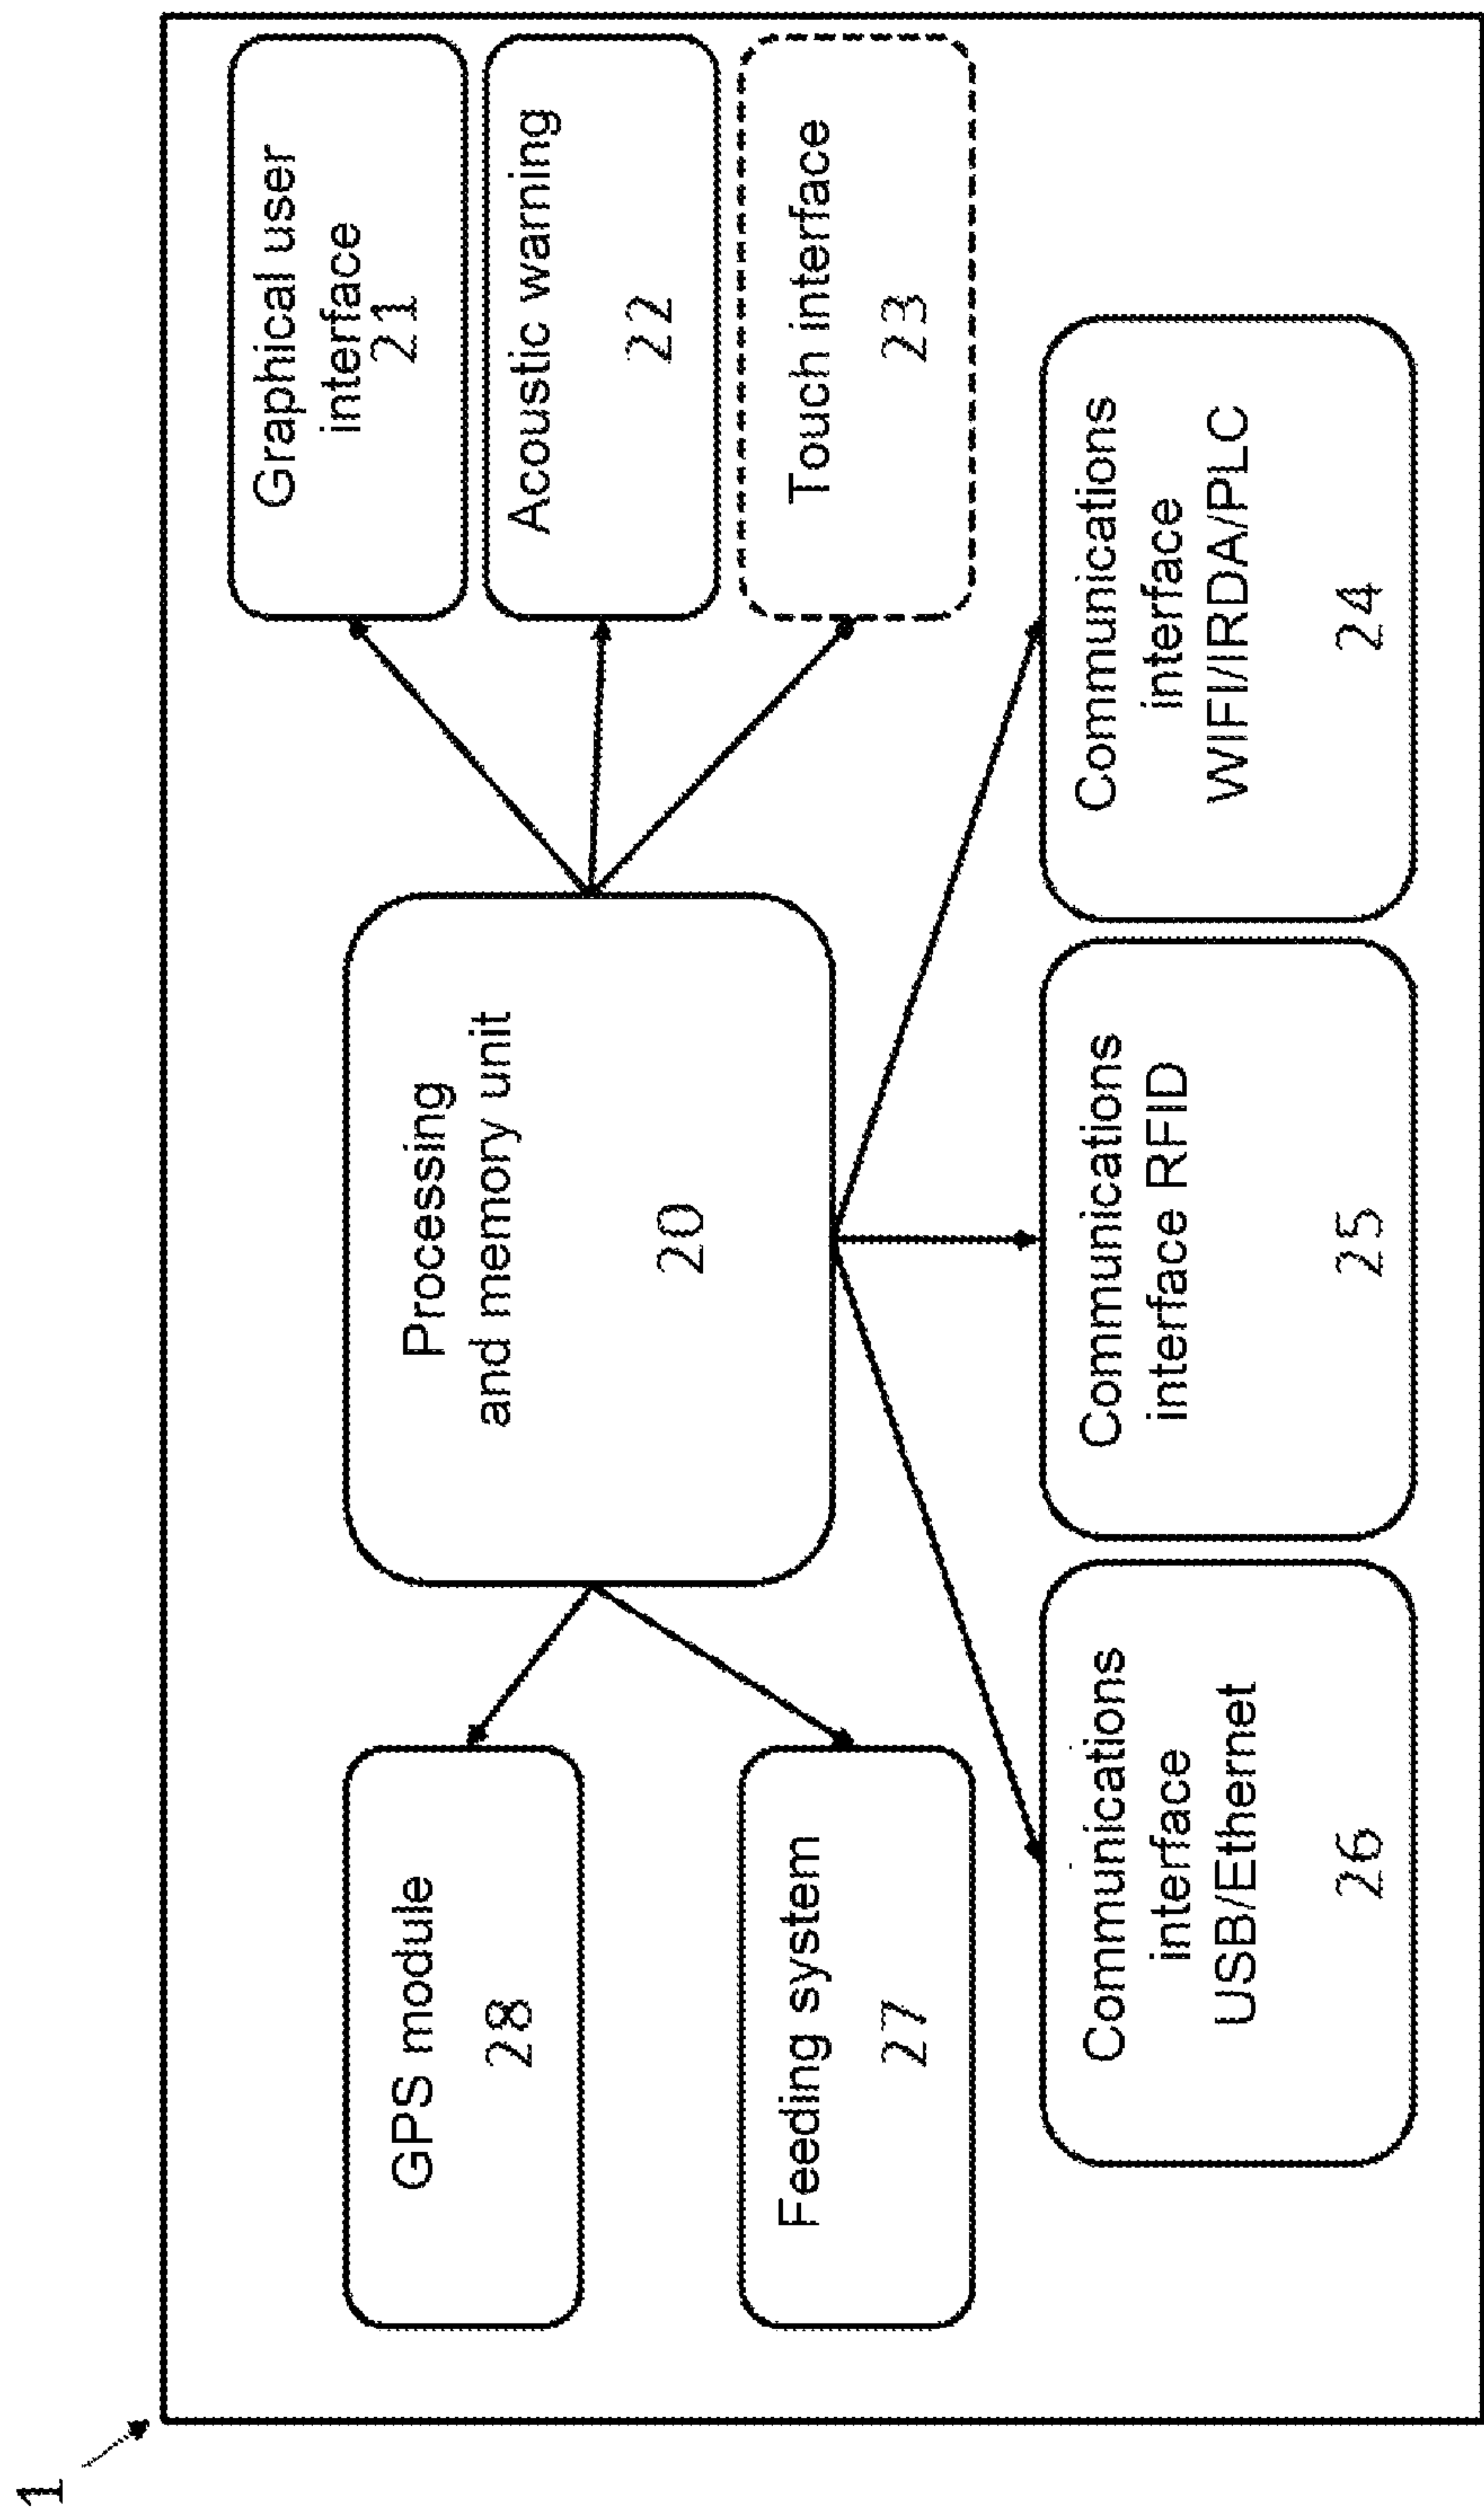 1
GPS module
28
Processing
and memory unit
20
Graphical user
interface
21
Acoustic warning
22
Touch interface
23
Feeding system
27
Communications
interface
USB/Ethernet
26
Communications
interface RFID
25
Communications
interface
WIFI/IRDA/PLC
24